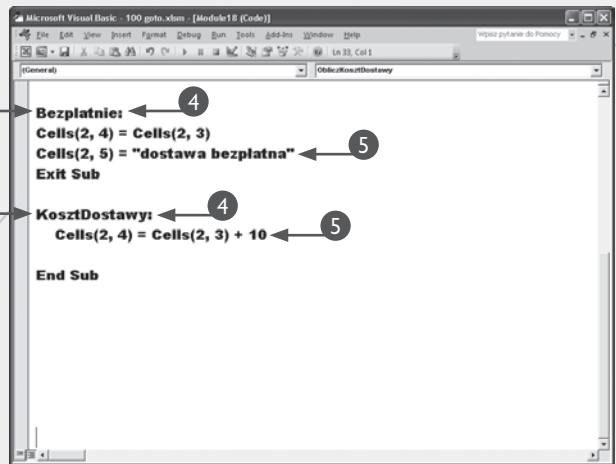 Microsoft Visual Basic - 100 goto.xlsm - [Module18 (Code)]
File Edit View Insert Format Debug Run Tools Add-Ins Window Help Wpisz pytanie do Pomocy
Ln 33, Col 1
(General) ObliczKosztDostawy
Bezplatnie: 4
Cells(2, 4) = Cells(2, 3)
Cells(2, 5) = "dostawa bezpłatna" 5
Exit Sub
KosztDostawy: 4
Cells(2, 4) = Cells(2, 3) + 10 5
End Sub